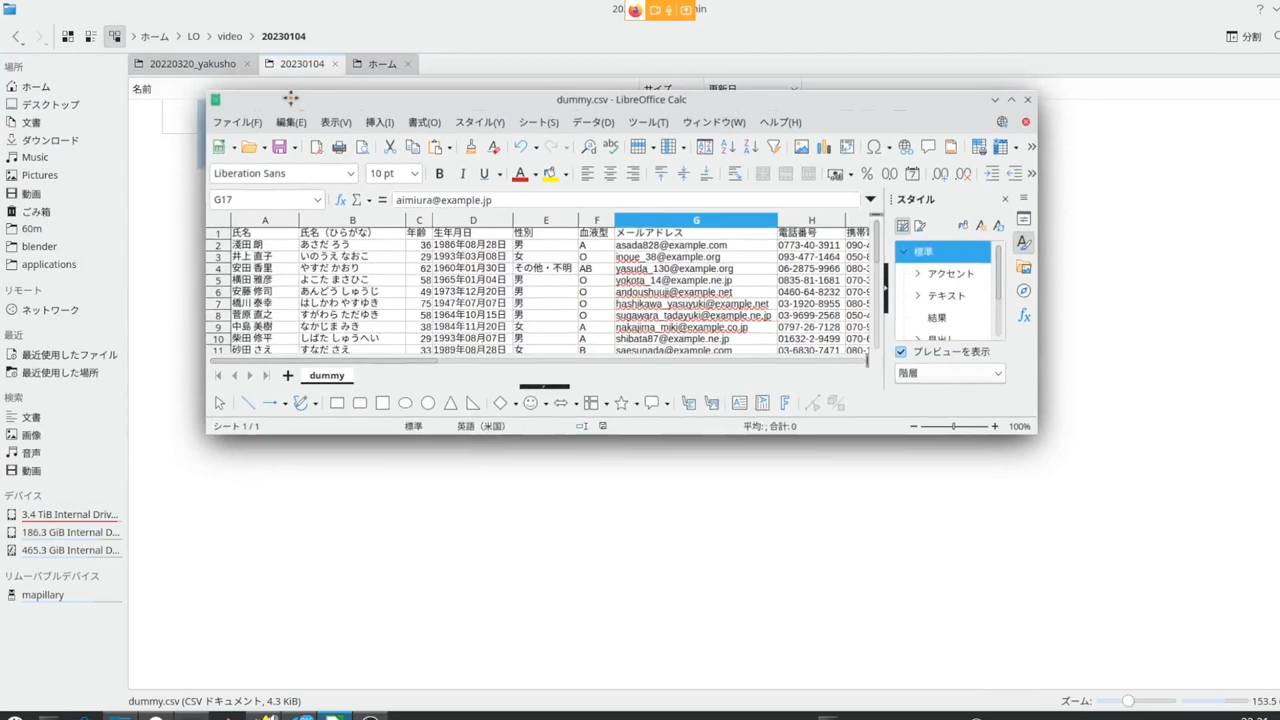 20
min
ホーム
LO
video
20230104
分割
20220320_yakusho
20230104
ホーム
名前
サイズ
更新日
場所
ホーム
デスクトップ
文書
ダウンロード
Music
Pictures
動画
ごみ箱
60m
blender
applications
リモート
ネットワーク
最近
最近使用したファイル
最近使用した場所
検索
文書
画像
音声
動画
デバイス
3.4 TiB Internal Driv...
186.3 GiB Internal D...
465.3 GiB Internal D...
リムーバブルデバイス
mapillary
dummy.csv - LibreOffice Calc
ファイル(F) 編集(E) 表示(V) 挿入(I) 書式(O) スタイル(Y) シート(S) データ(D) ツール(T) ウィンドウ(W) ヘルプ(H)
Liberation Sans 10 pt B I U A
G17 fx Σ = aimiura@example.jp
A B C D E F G H
1 氏名 氏名（ひらがな） 年齢 生年月日 性別 血液型 メールアドレス 電話番号
2 淺田 朗 あさだ ろう 36 1986年08月28日 男 A asada828@example.com 0773-40-3911 090-4
3 井上 直子 いのうえ なおこ 29 1993年03月08日 女 O inoue_38@example.org 093-477-1464
4 安田 香里 やすだ かおり 62 1960年01月30日 その他・不明 AB yasuda_130@example.org 06-2875-9966
5 横田 雅彦 よこた まさひこ 58 1965年01月04日 男 O yokota_14@example.ne.jp 0835-81-1681
6 安藤 修司 あんどう しゅうじ 49 1973年12月20日 男 O andoushuuji@example.net 0460-64-8232
7 橋川 泰幸 はしかわ やすゆき 75 1947年07月07日 男 O hashikawa_yasuyuki@example.net 03-1920-8955
8 菅原 直之 すがわら ただゆき 58 1964年10月15日 男 O sugawara_tadayuki@example.ne.jp 03-9699-2568
9 中島 美樹 なかじま みき 38 1984年11月20日 女 A nakajima_miki@example.co.jp 0797-26-7128
10 柴田 修平 しばた しゅうへい 29 1993年08月07日 男 A shibata87@example.ne.jp 01632-2-9499
11 砂田 さえ すなだ さえ 33 1989年08月28日 女 B saesunada@example.com 03-6830-7471
dummy
シート 1 / 1 標準 英語（米国） 平均: ; 合計: 0 100%
スタイル
標準
アクセント
テキスト
結果
プレビューを表示
階層
dummy.csv (CSV ドキュメント, 4.3 KiB)
ズーム:
153.5